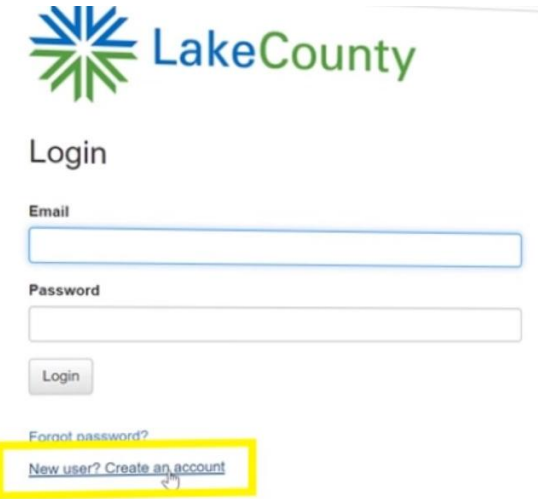 LakeCounty
Login
Email
Password
Login
Forgot password?
New user? Create an account